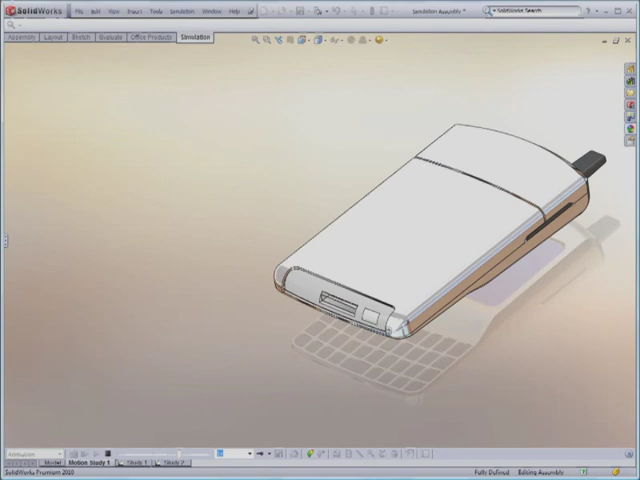 SolidWorks File Edit View Insert Tools Simulation Window Help Simulation Assembly * SolidWorks Search
Assembly Layout Sketch Evaluate Office Products Simulation
Animation
Model Motion Study 1 Study 1 Study 2
SolidWorks Premium 2010 Fully Defined Editing Assembly